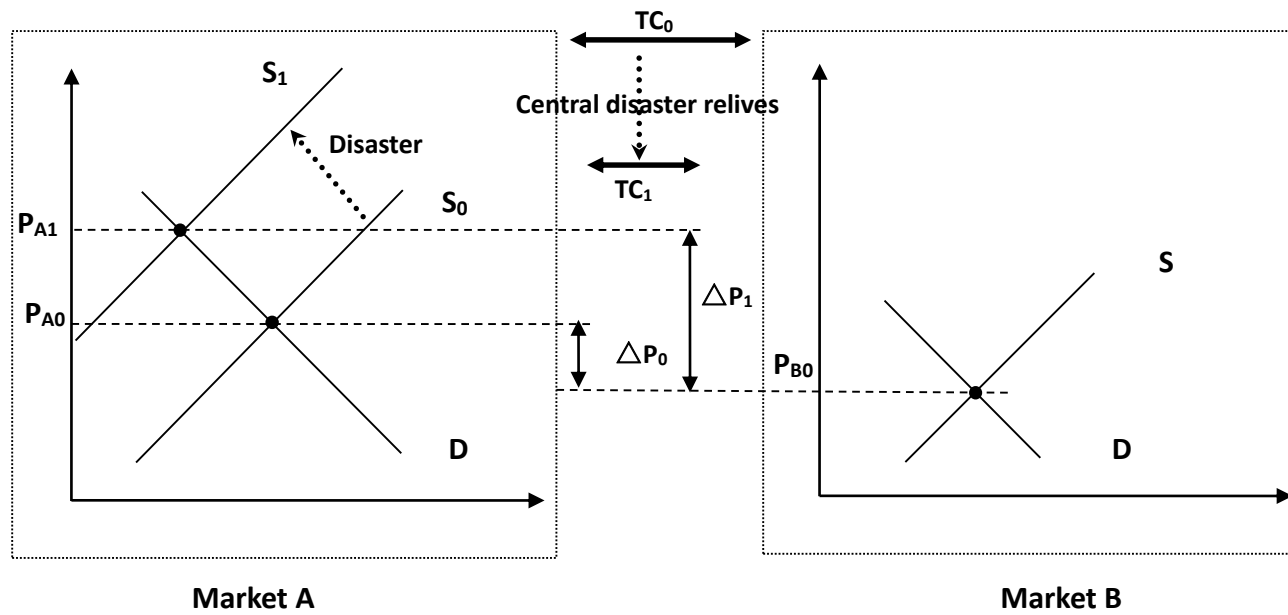 TC₀
S₁
Central disaster relives
Disaster
TC₁
S₀
P_A1
S
△P₁
P_A0
△P₀
P_B0
D
D
Market A
Market B